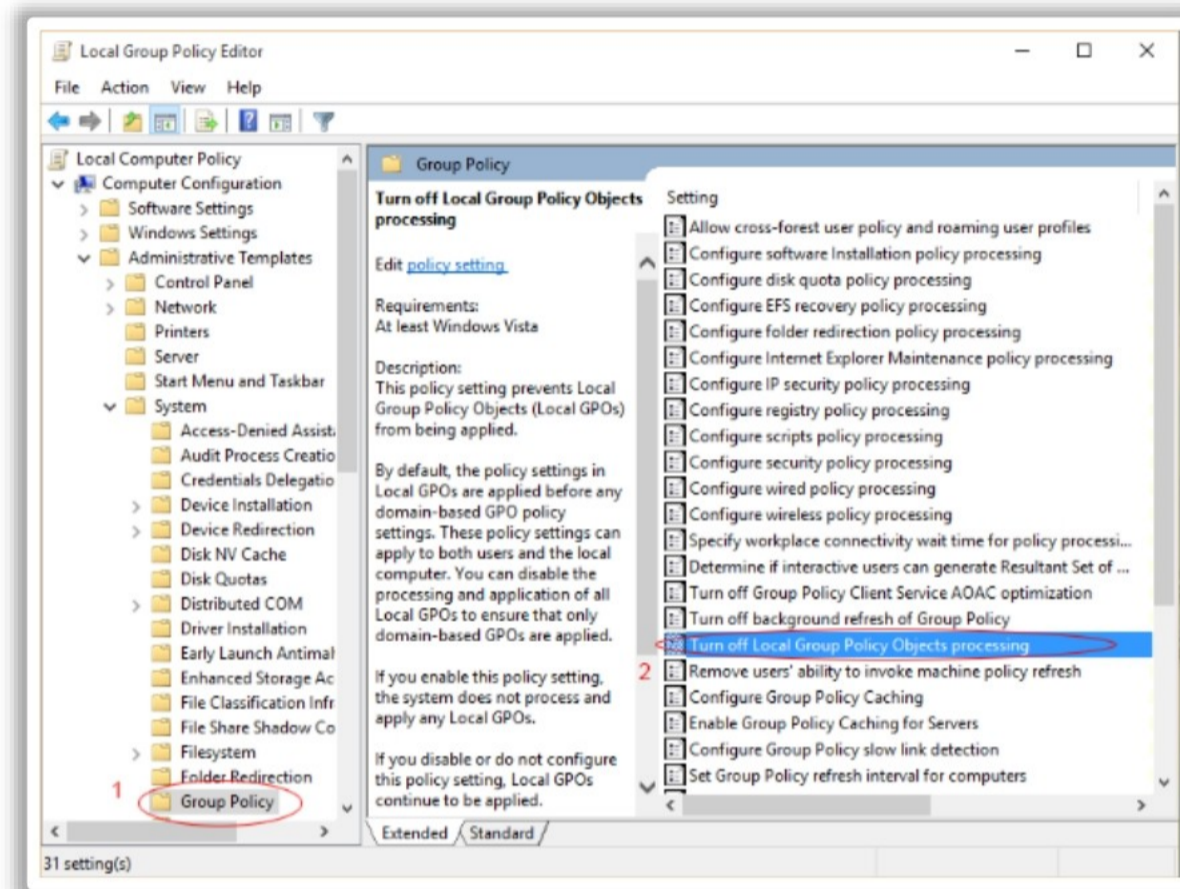 Local Group Policy Editor
File Action View Help
Local Computer Policy
Computer Configuration
Software Settings
Windows Settings
Administrative Templates
Control Panel
Network
Printers
Server
Start Menu and Taskbar
System
Access-Denied Assista
Audit Process Creatio
Credentials Delegatio
Device Installation
Device Redirection
Disk NV Cache
Disk Quotas
Distributed COM
Driver Installation
Early Launch Antimal
Enhanced Storage Ac
File Classification Infr
File Share Shadow Co
Filesystem
Folder Redirection
1
Group Policy
Group Policy
Turn off Local Group Policy Objects
processing
Edit policy setting
Requirements:
At least Windows Vista
Description:
This policy setting prevents Local
Group Policy Objects (Local GPOs)
from being applied.
By default, the policy settings in
Local GPOs are applied before any
domain-based GPO policy
settings. These policy settings can
apply to both users and the local
computer. You can disable the
processing and application of all
Local GPOs to ensure that only
domain-based GPOs are applied.
If you enable this policy setting,
the system does not process and
apply any Local GPOs.
If you disable or do not configure
this policy setting, Local GPOs
continue to be applied.
Setting
Allow cross-forest user policy and roaming user profiles
Configure software Installation policy processing
Configure disk quota policy processing
Configure EFS recovery policy processing
Configure folder redirection policy processing
Configure Internet Explorer Maintenance policy processing
Configure IP security policy processing
Configure registry policy processing
Configure scripts policy processing
Configure security policy processing
Configure wired policy processing
Configure wireless policy processing
Specify workplace connectivity wait time for policy processi...
Determine if interactive users can generate Resultant Set of ...
Turn off Group Policy Client Service AOAC optimization
Turn off background refresh of Group Policy
Turn off Local Group Policy Objects processing
2
Remove users' ability to invoke machine policy refresh
Configure Group Policy Caching
Enable Group Policy Caching for Servers
Configure Group Policy slow link detection
Set Group Policy refresh interval for computers
Extended Standard
31 setting(s)